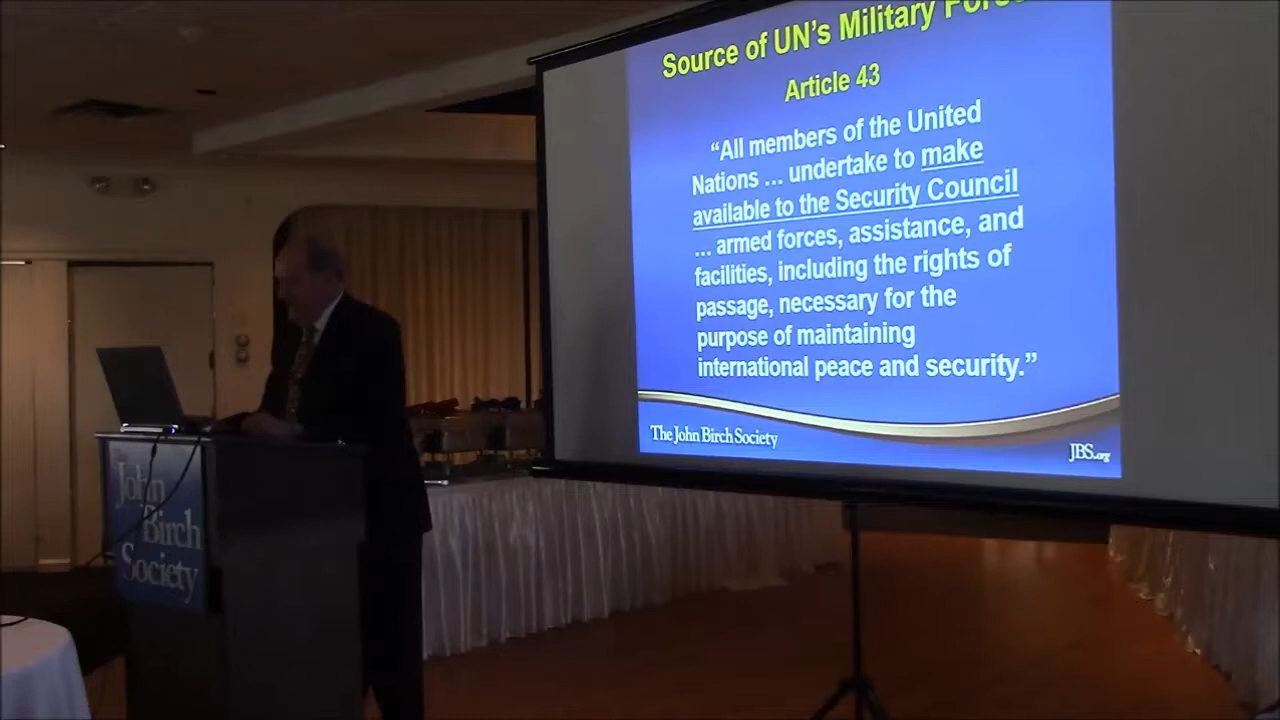 Source of UN's Military
Article 43
“All members of the United
Nations ... undertake to make
available to the Security Council
... armed forces, assistance, and
facilities, including the rights of
passage, necessary for the
purpose of maintaining
international peace and security.”
The John Birch Society
JBS.org
John
Birch
Society